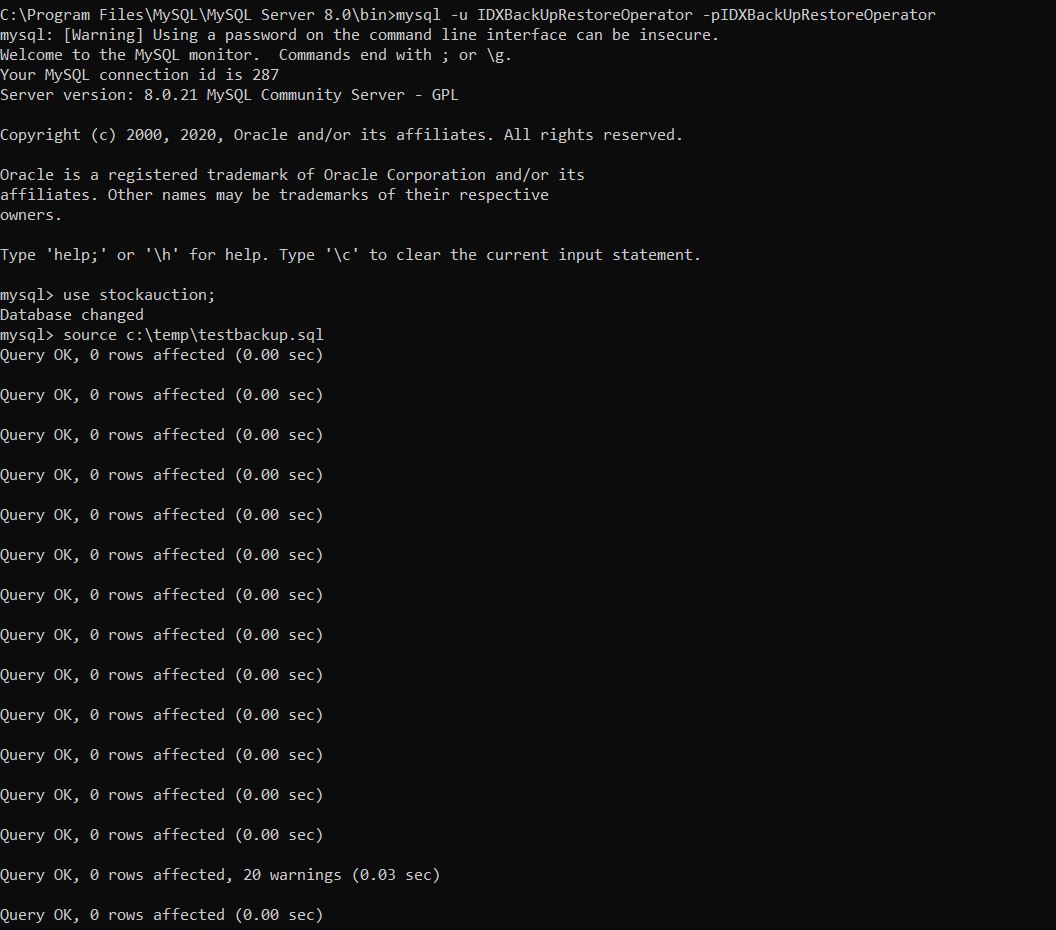 C:\Program Files\MySQL\MySQL Server 8.0\bin>mysql -u IDXBackUpRestoreOperator -pIDXBackUpRestoreOperator
mysql: [Warning] Using a password on the command line interface can be insecure.
Welcome to the MySQL monitor.  Commands end with ; or \g.
Your MySQL connection id is 287
Server version: 8.0.21 MySQL Community Server - GPL
Copyright (c) 2000, 2020, Oracle and/or its affiliates. All rights reserved.
Oracle is a registered trademark of Oracle Corporation and/or its
affiliates. Other names may be trademarks of their respective
owners.
Type 'help;' or '\h' for help. Type '\c' to clear the current input statement.
mysql> use stockauction;
Database changed
mysql> source c:\temp\testbackup.sql
Query OK, 0 rows affected (0.00 sec)
Query OK, 0 rows affected (0.00 sec)
Query OK, 0 rows affected (0.00 sec)
Query OK, 0 rows affected (0.00 sec)
Query OK, 0 rows affected (0.00 sec)
Query OK, 0 rows affected (0.00 sec)
Query OK, 0 rows affected (0.00 sec)
Query OK, 0 rows affected (0.00 sec)
Query OK, 0 rows affected (0.00 sec)
Query OK, 0 rows affected (0.00 sec)
Query OK, 0 rows affected (0.00 sec)
Query OK, 0 rows affected (0.00 sec)
Query OK, 0 rows affected (0.00 sec)
Query OK, 0 rows affected, 20 warnings (0.03 sec)
Query OK, 0 rows affected (0.00 sec)